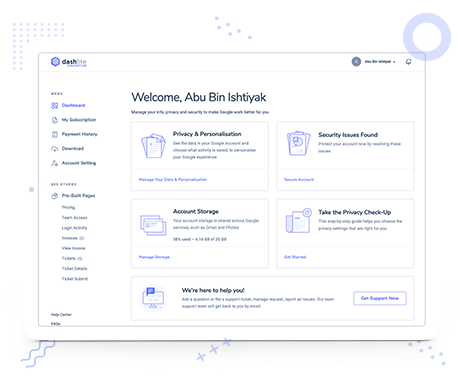 dashlite
Abu Bin Ishtiyak
MENU
Dashboard
My Subscription
Payment History
Download
Account Setting
SEE OTHERS
Pre-Built Pages
Pricing
Team Access
Login Activity
Invoices
View Invoice
Tickets
Ticket Details
Ticket Submit
Help Center
FAQs
Welcome, Abu Bin Ishtiyak
Manage your info, privacy and security to make Google work better for you
Privacy & Personalisation
See the data in your Google Account and
choose what activity is saved, to personalise
your Google experience
Manage Your Data & Personalisation
Security Issues Found
Protect your account now by resolving these
issues
Secure Account
Account Storage
Your account storage is shared across Google
services, such as Gmail and Photos
38% used – 4.16 GB of 30 GB
Manage Storage
Take the Privacy Check-Up
This step-by-step guide helps you choose the
privacy settings that are right for you
Get Started
We're here to help you!
Ask a question or file a support ticket, manage request, report an issues. Our team
support team will get back to you by email.
Get Support Now